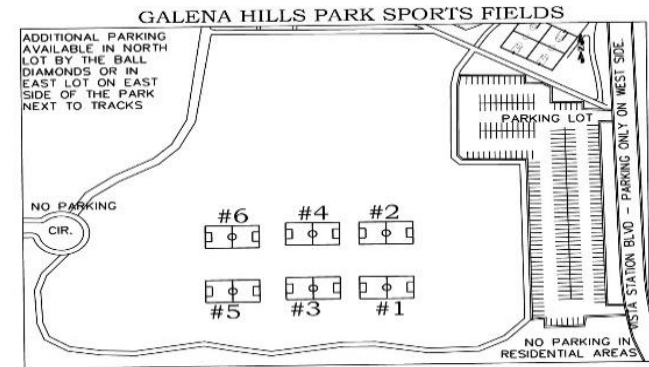 GALENA HILLS PARK SPORTS FIELDS
ADDITIONAL PARKING
AVAILABLE IN NORTH
LOT BY THE BALL
DIAMONDS OR IN
EAST LOT ON EAST
SIDE OF THE PARK
NEXT TO TRACKS
PARKING LOT
VISTA STATION BLVD - PARKING ONLY ON WEST SIDE.
NO PARKING
CIR.
#6
#4
#2
#5
#3
#1
NO PARKING IN
RESIDENTIAL AREAS